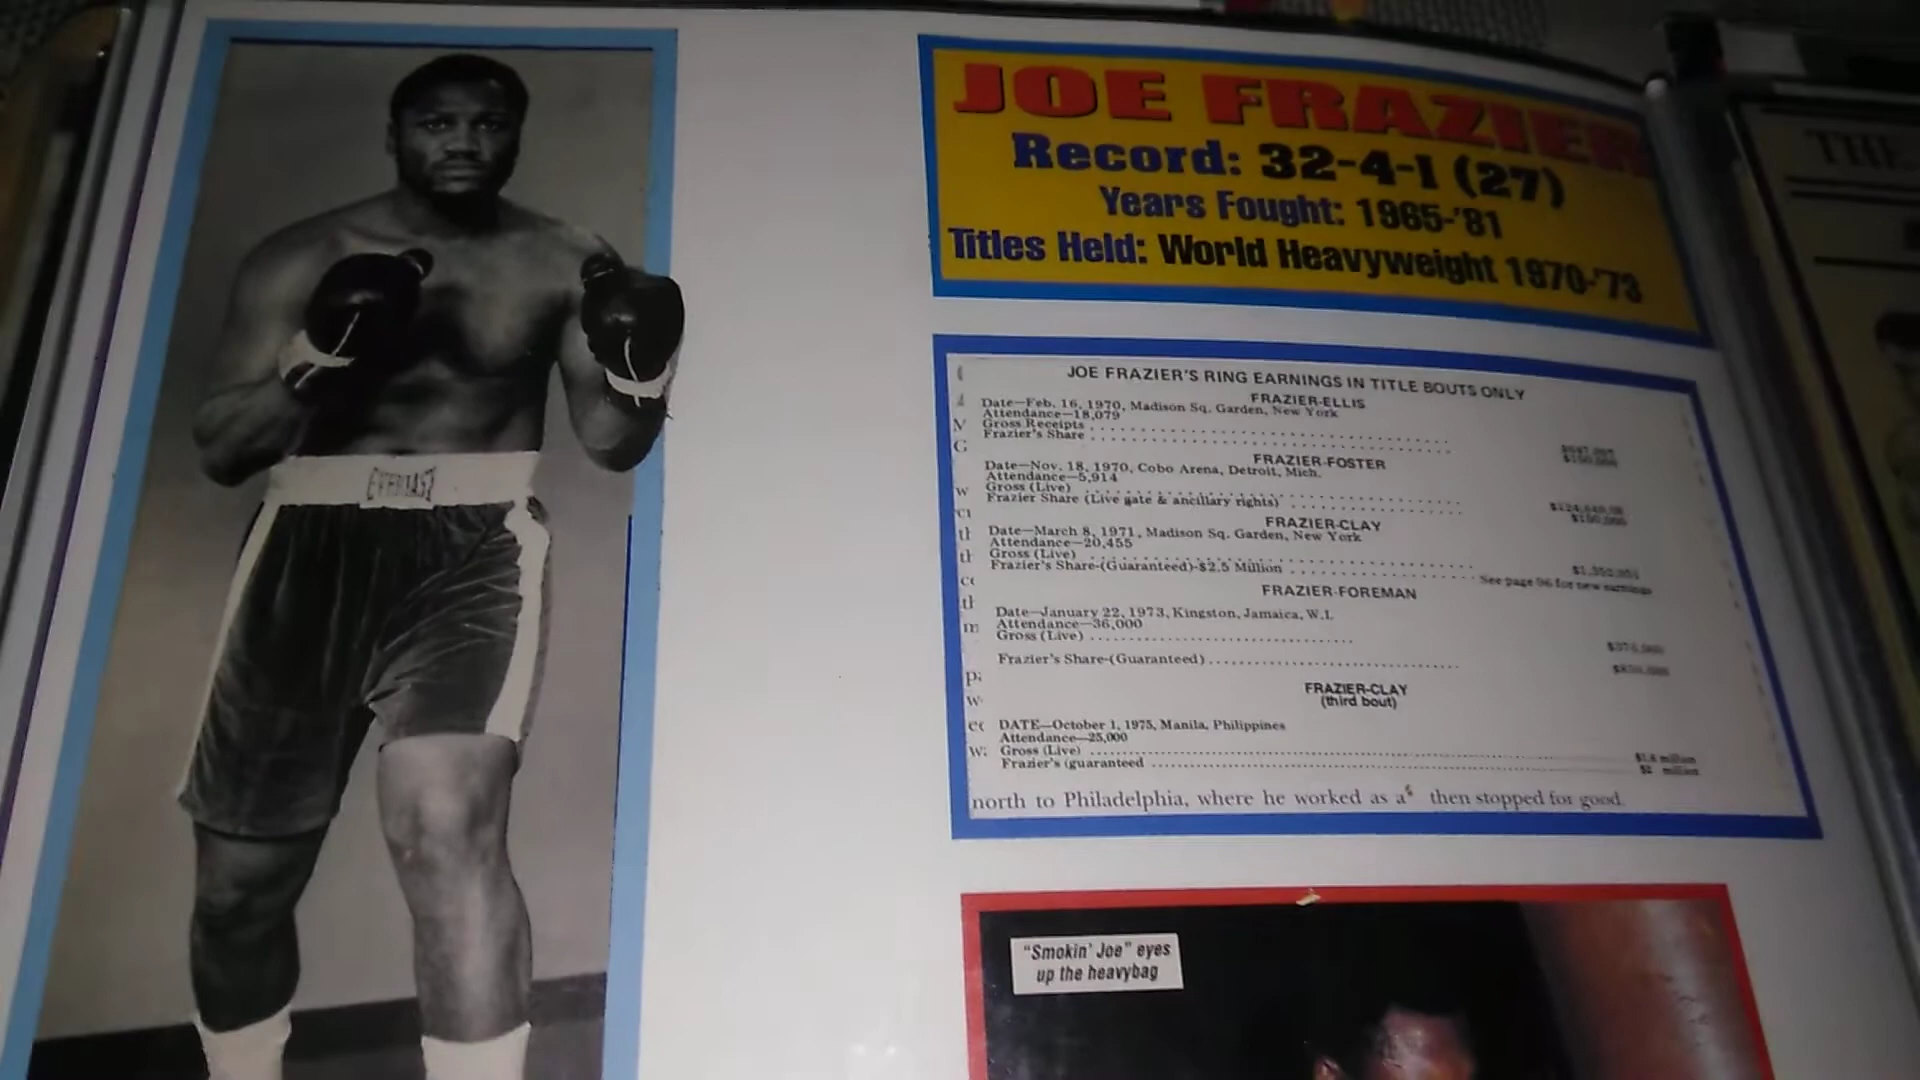 JOE FRAZIER
Record: 32-4-1 (27)
Years Fought: 1965-'81
Titles Held: World Heavyweight 1970-'73
EVERLAST
JOE FRAZIER'S RING EARNINGS IN TITLE BOUTS ONLY
FRAZIER-ELLIS
Date—Feb. 16, 1970, Madison Sq. Garden, New York
Attendance—18,079
Gross Receipts
Frazier's Share
FRAZIER-FOSTER
Date—Nov. 18, 1970, Cobo Arena, Detroit, Mich.
Attendance—5,914
Gross (Live)
Frazier Share (Live gate & ancillary rights)
$150,000
FRAZIER-CLAY
Date—March 8, 1971, Madison Sq. Garden, New York
Attendance—20,455
Gross (Live)
Frazier's Share-(Guaranteed)-$2.5 Million
See page 96 for new earnings
FRAZIER-FOREMAN
Date—January 22, 1973, Kingston, Jamaica, W.I.
Attendance—36,000
Gross (Live)
Frazier's Share-(Guaranteed)
FRAZIER-CLAY
(third bout)
DATE—October 1, 1975, Manila, Philippines
Attendance—25,000
Gross (Live)
Frazier's (guaranteed $2 million
north to Philadelphia, where he worked as a then stopped for good.
"Smokin' Joe" eyes
up the heavybag
THE